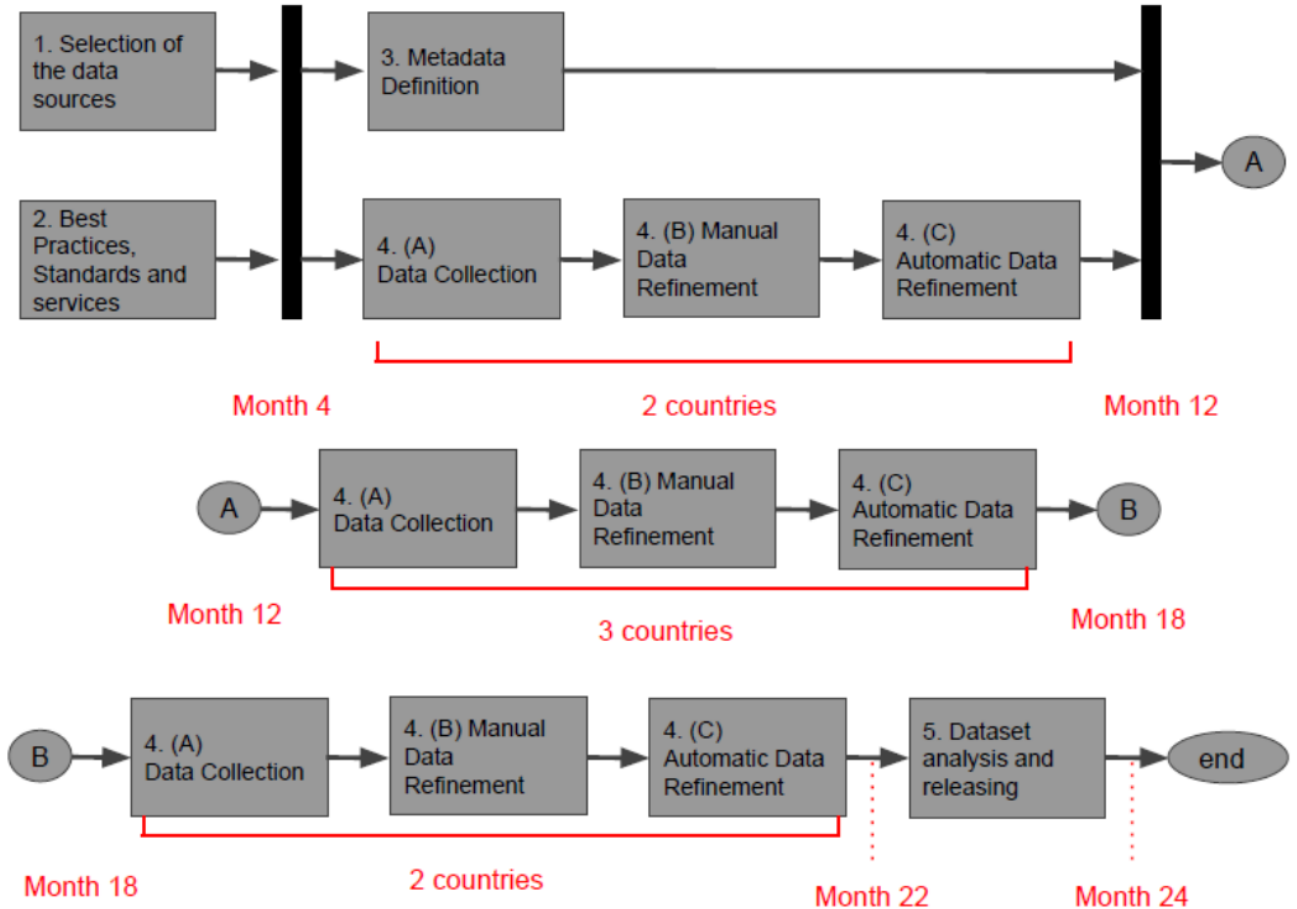 1. Selection of
the data
sources
3. Metadata
Definition
A
2. Best
Practices,
Standards and
services
4. (A)
Data Collection
4. (B) Manual
Data
Refinement
4. (C)
Automatic Data
Refinement
Month 4
2 countries
Month 12
A
4. (A)
Data Collection
4. (B) Manual
Data
Refinement
4. (C)
Automatic Data
Refinement
B
Month 12
3 countries
Month 18
B
4. (A)
Data Collection
4. (B) Manual
Data
Refinement
4. (C)
Automatic Data
Refinement
5. Dataset
analysis and
releasing
end
Month 18
2 countries
Month 22
Month 24